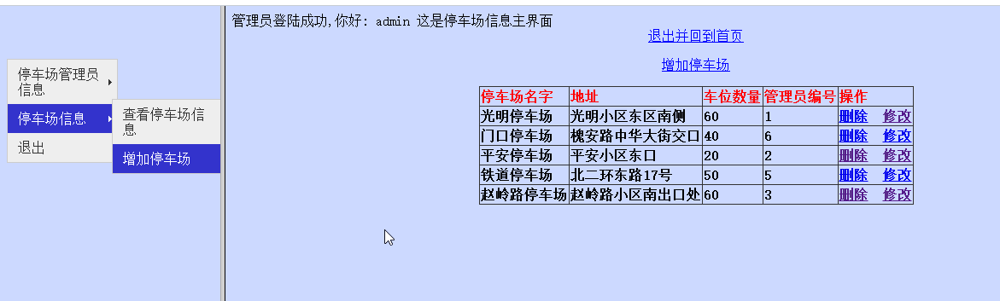 管理员登陆成功,你好: admin 这是停车场信息主界面
退出并回到首页
增加停车场
停车场管理员
信息
停车场信息
退出
查看停车场信
息
增加停车场
停车场名字 地址 车位数量 管理员编号 操作
光明停车场 光明小区东区南侧 60 1 删除 修改
门口停车场 槐安路中华大街交口 40 6 删除 修改
平安停车场 平安小区东口 20 2 删除 修改
铁道停车场 北二环东路17号 50 5 删除 修改
赵岭路停车场 赵岭路小区南出口处 60 3 删除 修改